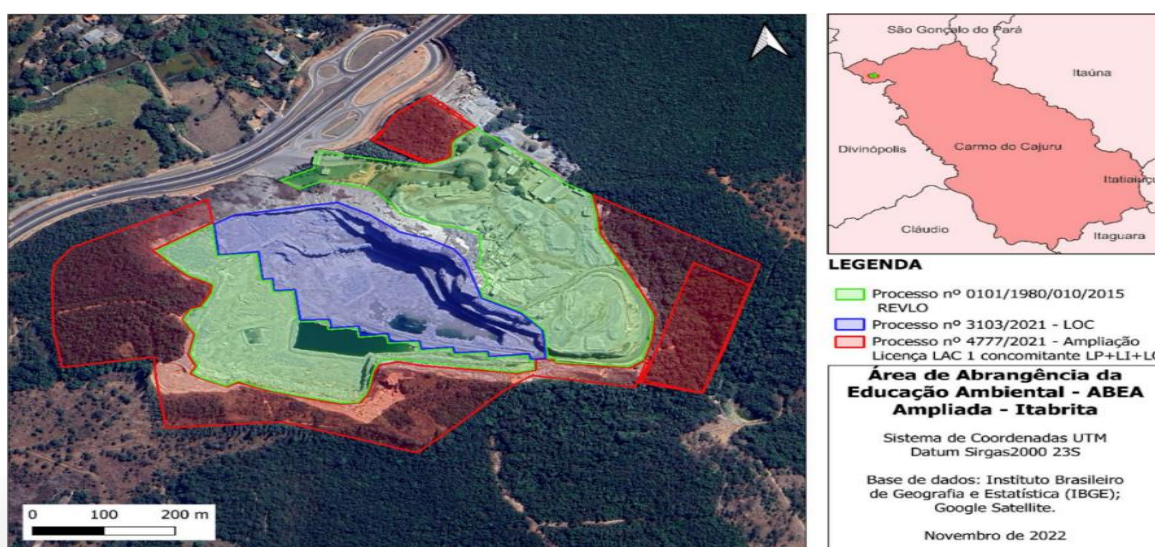 São Gonçalo do Pará
Itaúna
Divinópolis
Carmo do Cajuru
Itatiaiuçu
Cláudio
Itaguara
LEGENDA
Processo nº 0101/1980/010/2015
REVLO
Processo nº 3103/2021 - LOC
Processo nº 4777/2021 - Ampliação
Licença LAC 1 concomitante LP+LI+LO
Área de Abrangência da
Educação Ambiental - ABEA
Ampliada - Itabrita
Sistema de Coordenadas UTM
Datum Sirgas2000 23S
Base de dados: Instituto Brasileiro
de Geografia e Estatística (IBGE);
Google Satellite.
Novembro de 2022
0 100 200 m